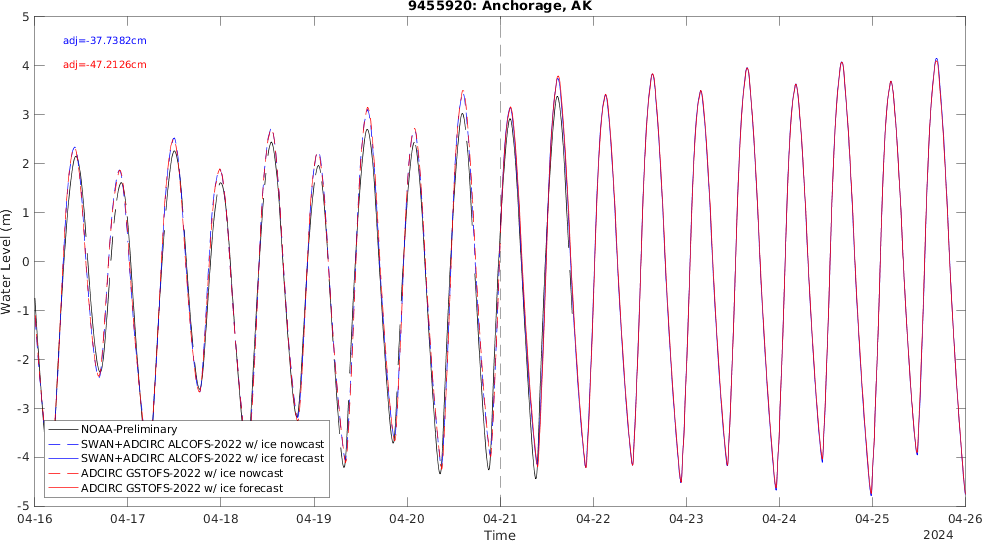 9455920: Anchorage, AK
adj=-37.7382cm
adj=-47.2126cm
Water Level (m)
5
4
3
2
1
0
-1
-2
-3
-4
-5
NOAA-Preliminary
SWAN+ADCIRC ALCOFS-2022 w/ ice nowcast
SWAN+ADCIRC ALCOFS-2022 w/ ice forecast
ADCIRC GSTOFS-2022 w/ ice nowcast
ADCIRC GSTOFS-2022 w/ ice forecast
04-16 04-17 04-18 04-19 04-20 04-21 04-22 04-23 04-24 04-25 04-26
Time
2024